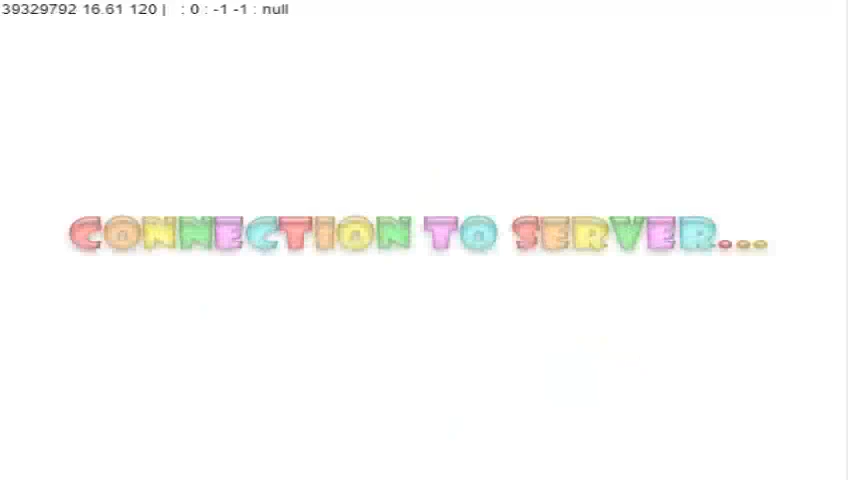 39329792 16.61 120 | : 0 : -1 -1 : null
CONNECTION TO SERVER...